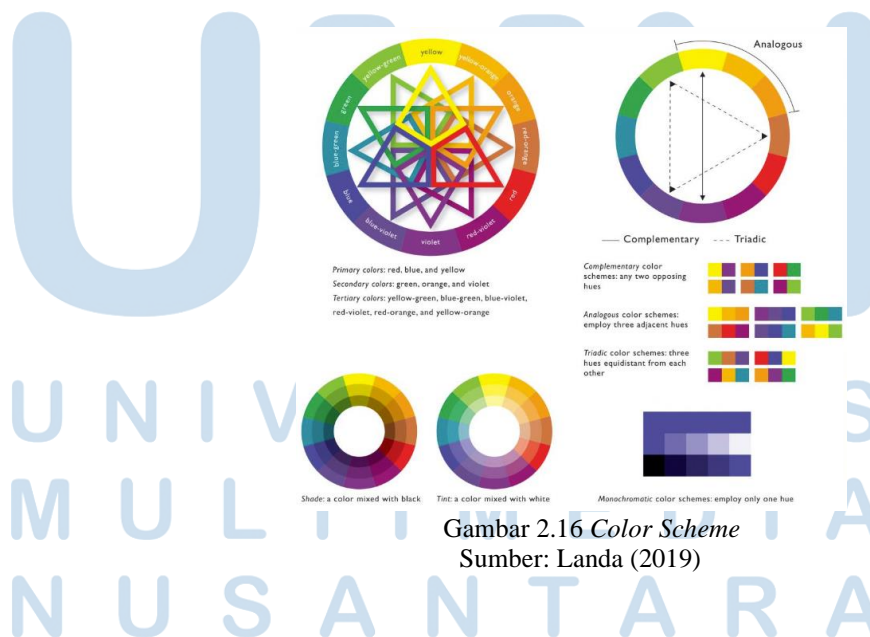 yellow
yellow-orange
orange
red-orange
red
red-violet
violet
blue-violet
blue
blue-green
green
yellow-green
Primary colors: red, blue, and yellow
Secondary colors: green, orange, and violet
Tertiary colors: yellow-green, blue-green, blue-violet,
red-violet, red-orange, and yellow-orange
Analogous
Complementary
Triadic
Complementary color
schemes: any two opposing
hues
Analogous color schemes:
employ three adjacent hues
Triadic color schemes: three
hues equidistant from each
other
Shade: a color mixed with black
Tint: a color mixed with white
Monochromatic color schemes: employ only one hue
Gambar 2.16 Color Scheme
Sumber: Landa (2019)
NUSANTARA